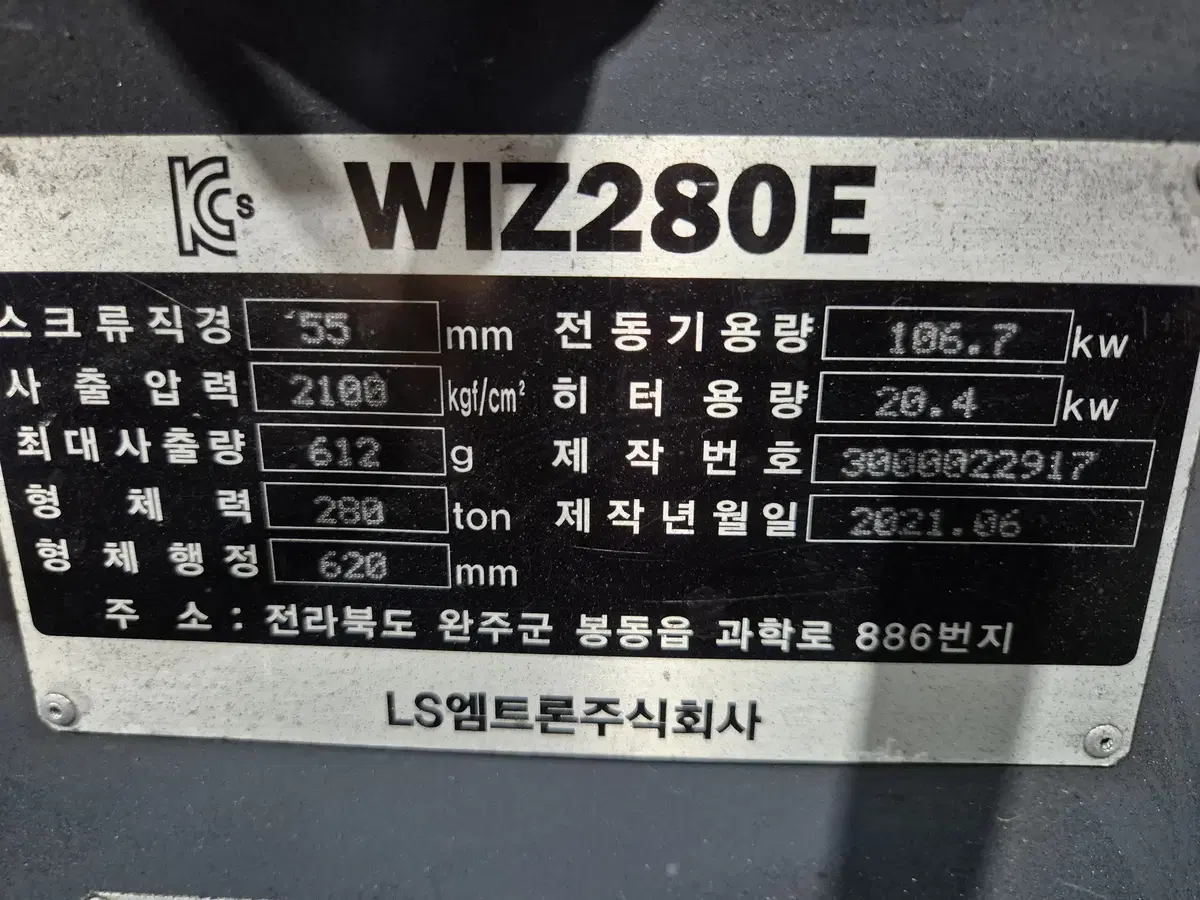 KCs WIZ280E
스크류직경 55 mm 전동기용량 106.7 kw
사출압력 2100 kgf/cm² 히터용량 20.4 kw
최대사출량 612 g 제작번호 3000022917
형체력 280 ton 제작년월일 2021.06
형체행정 620 mm
주소 : 전라북도 완주군 봉동읍 과학로 886번지
LS엠트론주식회사